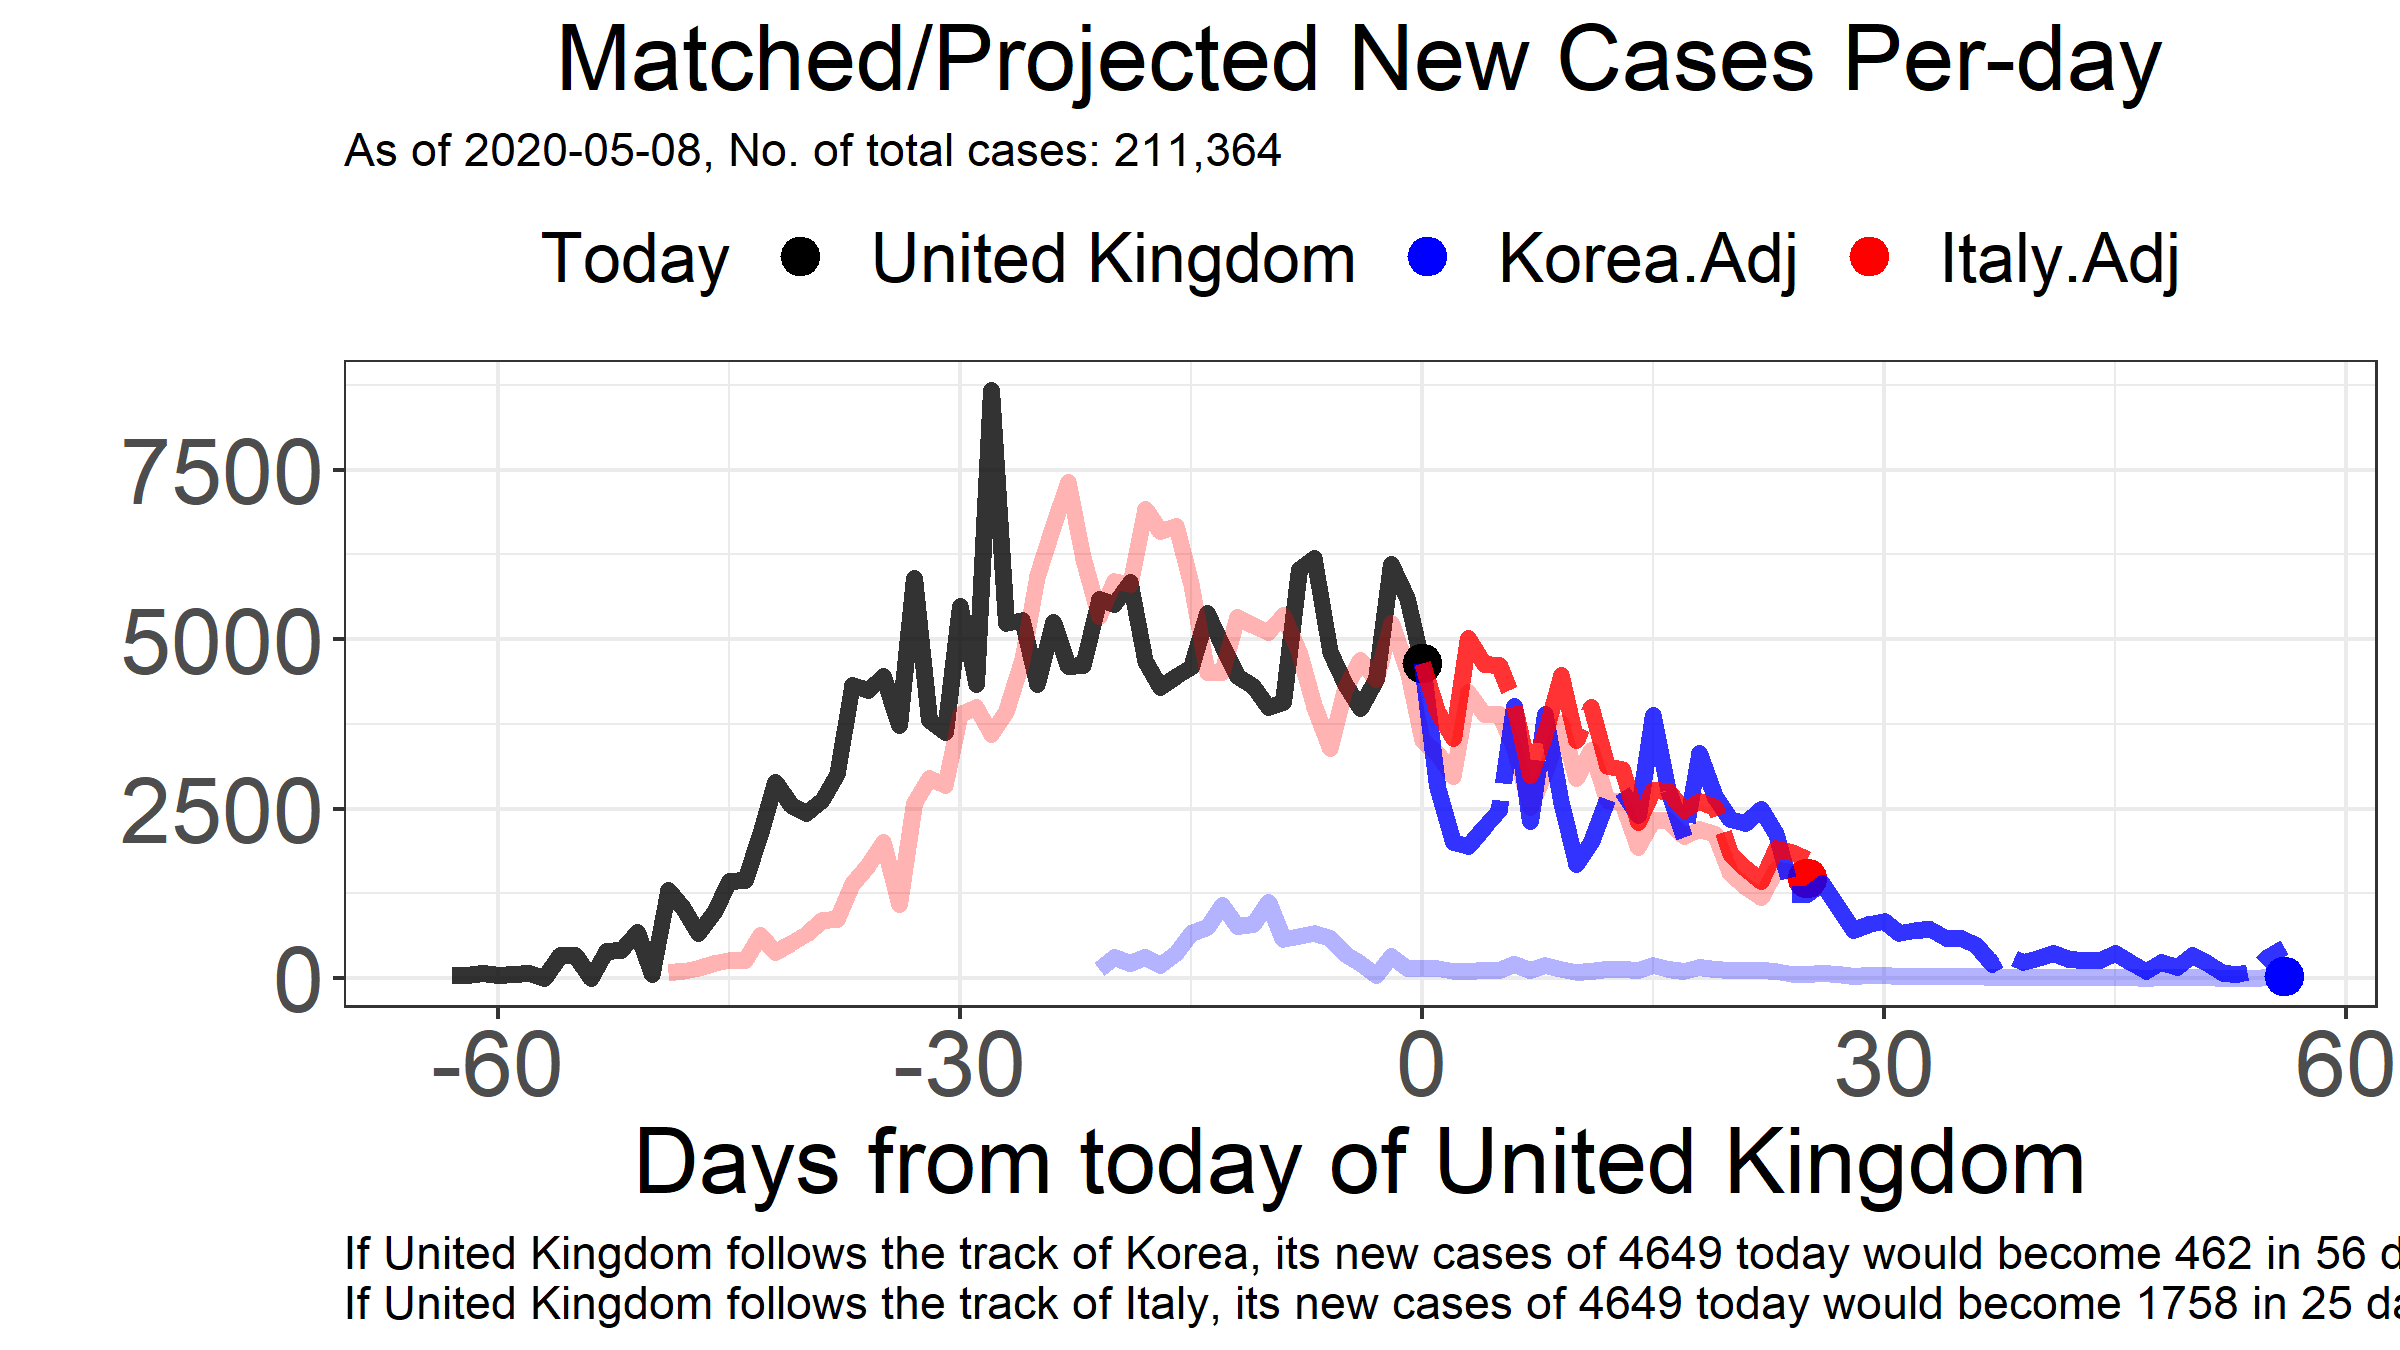 Matched/Projected New Cases Per-day
As of 2020-05-08, No. of total cases: 211,364
Today United Kingdom Korea.Adj Italy.Adj
7500
5000
2500
0
-60 -30 0 30 60
Days from today of United Kingdom
If United Kingdom follows the track of Korea, its new cases of 4649 today would become 462 in 56 d
If United Kingdom follows the track of Italy, its new cases of 4649 today would become 1758 in 25 da